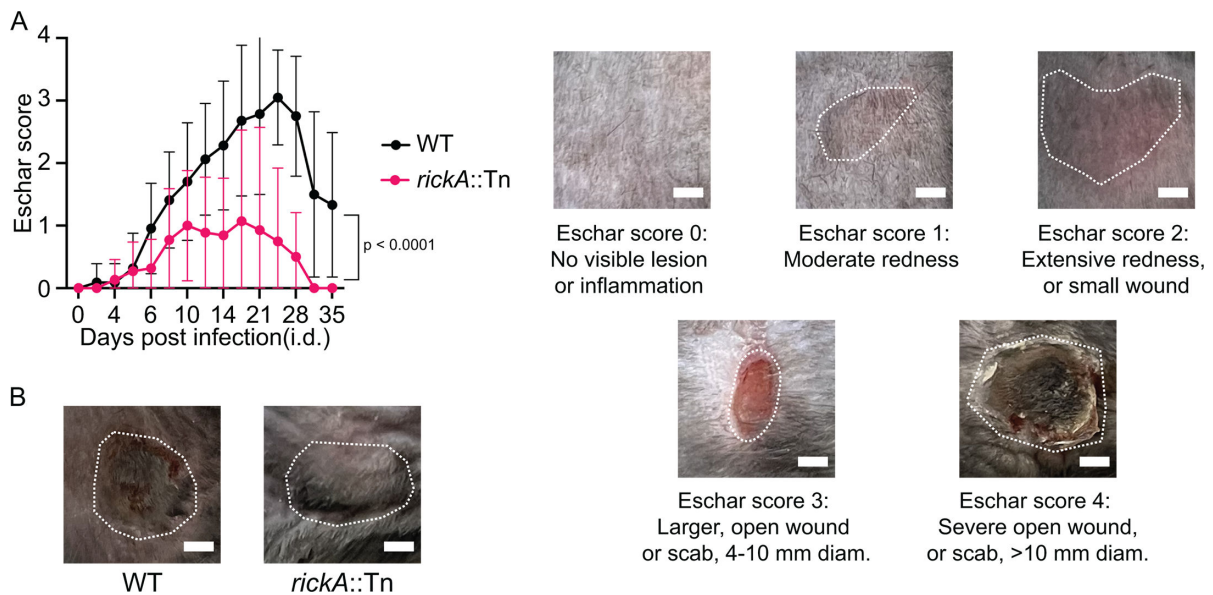 A
Eschar score
4
3
2
1
0
0 4 6 10 14 21 28 35
Days post infection(i.d.)
WT
rickA::Tn
p < 0.0001
Eschar score 0:
No visible lesion
or inflammation
Eschar score 1:
Moderate redness
Eschar score 2:
Extensive redness,
or small wound
Eschar score 3:
Larger, open wound
or scab, 4-10 mm diam.
Eschar score 4:
Severe open wound,
or scab, >10 mm diam.
B
WT
rickA::Tn